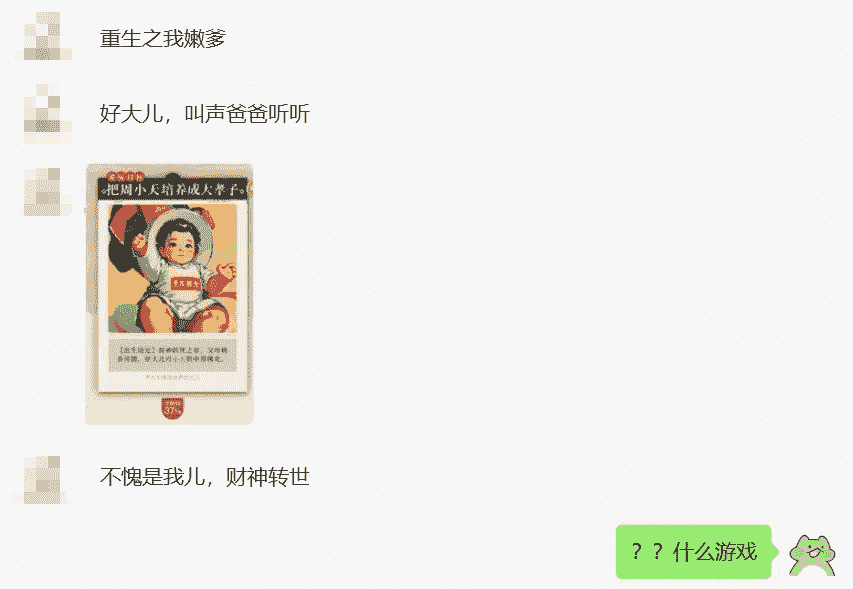 重生之我嫩爹
好大儿，叫声爸爸听听
把周小天培养成大孝子
37%
不愧是我儿，财神转世
？？什么游戏